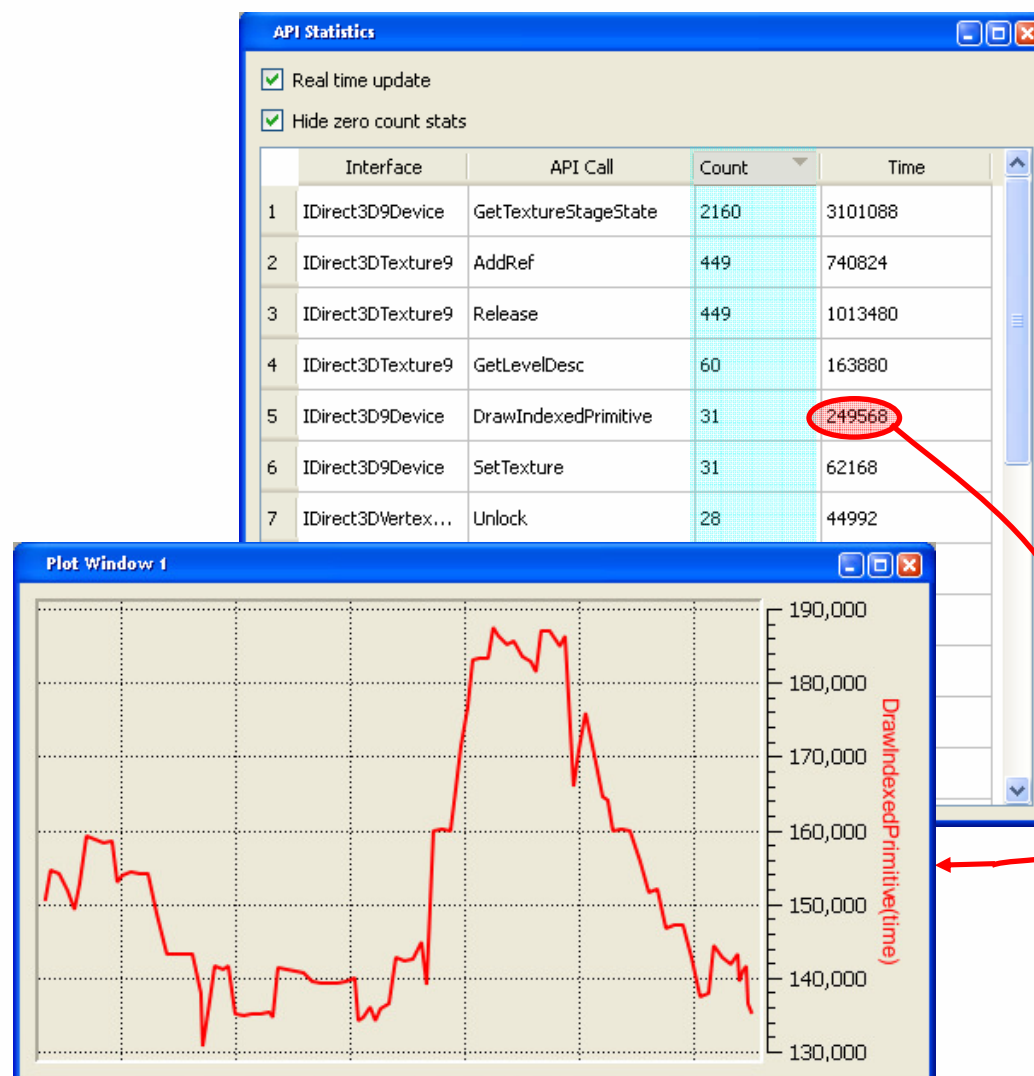 API Statistics
Real time update
Hide zero count stats
Interface API Call Count Time
1 IDirect3D9Device GetTextureStageState 2160 3101088
2 IDirect3DTexture9 AddRef 449 740824
3 IDirect3DTexture9 Release 449 1013480
4 IDirect3DTexture9 GetLevelDesc 60 163880
5 IDirect3D9Device DrawIndexedPrimitive 31 249568
6 IDirect3D9Device SetTexture 31 62168
7 IDirect3DVertex... Unlock 28 44992
Plot Window 1
190,000
180,000
170,000
160,000
150,000
140,000
130,000
DrawIndexedPrimitive(time)